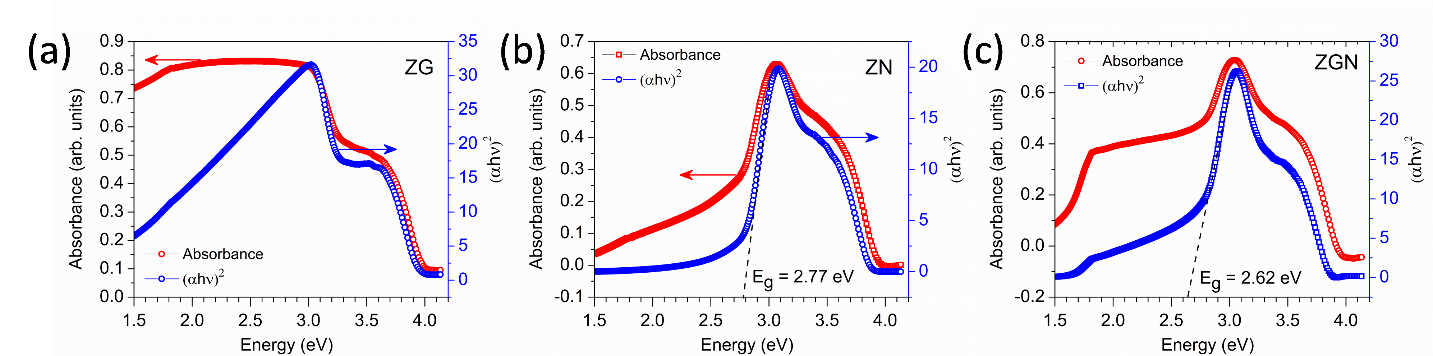 (a)
ZG
Absorbance (arb. units)
0.9
0.8
0.7
0.6
0.5
0.4
0.3
0.2
0.1
0.0
Absorbance
(αhν)²
35
30
25
20
15
10
5
0
(αhν)²
1.5 2.0 2.5 3.0 3.5 4.0
Energy (eV)
(b)
ZN
Absorbance (arb. units)
0.7
0.6
0.5
0.4
0.3
0.2
0.1
0.0
-0.1
Absorbance
(αhν)²
E_g = 2.77 eV
20
15
10
5
0
(αhν)²
1.5 2.0 2.5 3.0 3.5 4.0
Energy (eV)
(c)
ZGN
Absorbance (arb. units)
0.8
0.6
0.4
0.2
0.0
-0.2
Absorbance
(αhν)²
E_g = 2.62 eV
30
25
20
15
10
5
0
(αhν)²
1.5 2.0 2.5 3.0 3.5 4.0
Energy (eV)